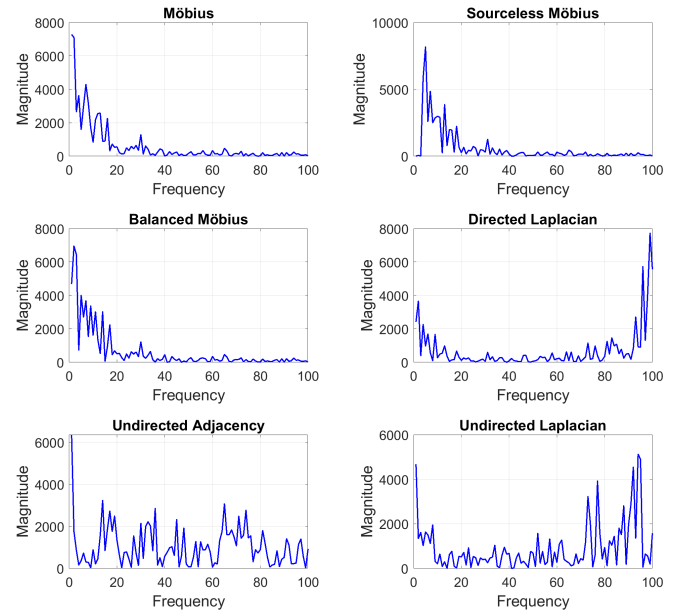 Möbius
8000
6000
4000
2000
0
Magnitude
0 20 40 60 80 100
Frequency
Sourceless Möbius
10000
5000
0
Magnitude
0 20 40 60 80 100
Frequency
Balanced Möbius
8000
6000
4000
2000
0
Magnitude
0 20 40 60 80 100
Frequency
Directed Laplacian
8000
6000
4000
2000
0
Magnitude
0 20 40 60 80 100
Frequency
Undirected Adjacency
6000
4000
2000
0
Magnitude
0 20 40 60 80 100
Frequency
Undirected Laplacian
6000
4000
2000
0
Magnitude
0 20 40 60 80 100
Frequency